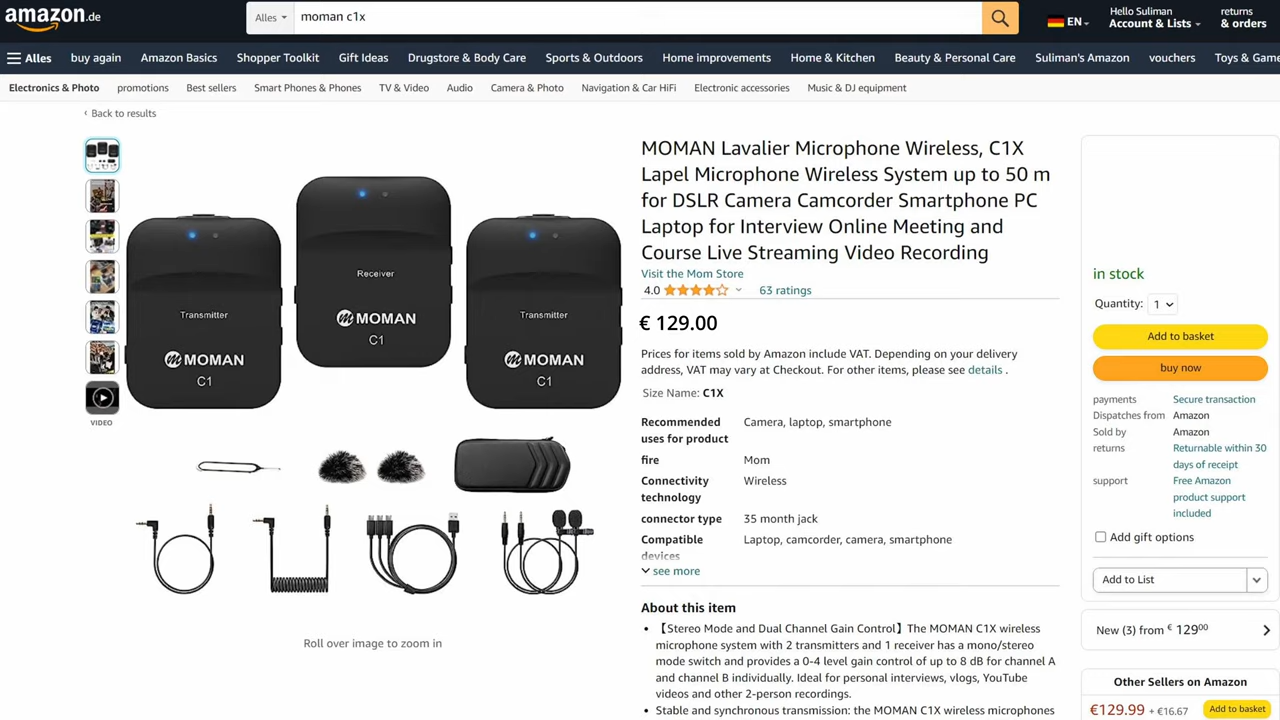 amazon.de
Alles
moman c1x
EN
Hello Suliman
Account & Lists
returns
& orders
Alles
buy again
Amazon Basics
Shopper Toolkit
Gift Ideas
Drugstore & Body Care
Sports & Outdoors
Home improvements
Home & Kitchen
Beauty & Personal Care
Suliman's Amazon
vouchers
Toys & Game
Electronics & Photo
promotions
Best sellers
Smart Phones & Phones
TV & Video
Audio
Camera & Photo
Navigation & Car HiFi
Electronic accessories
Music & DJ equipment
‹ Back to results
VIDEO
Transmitter
MOMAN
C1
Receiver
MOMAN
C1
Transmitter
MOMAN
C1
Roll over image to zoom in
MOMAN Lavalier Microphone Wireless, C1X
Lapel Microphone Wireless System up to 50 m
for DSLR Camera Camcorder Smartphone PC
Laptop for Interview Online Meeting and
Course Live Streaming Video Recording
Visit the Mom Store
4.0 63 ratings
€ 129.00
Prices for items sold by Amazon include VAT. Depending on your delivery
address, VAT may vary at Checkout. For other items, please see details .
Size Name: C1X
Recommended uses for product Camera, laptop, smartphone
fire Mom
Connectivity technology Wireless
connector type 35 month jack
Compatible devices Laptop, camcorder, camera, smartphone
see more
About this item
• 【Stereo Mode and Dual Channel Gain Control】The MOMAN C1X wireless
microphone system with 2 transmitters and 1 receiver has a mono/stereo
mode switch and provides a 0-4 level gain control of up to 8 dB for channel A
and channel B individually. Ideal for personal interviews, vlogs, YouTube
videos and other 2-person recordings.
• Stable and synchronous transmission: the MOMAN C1X wireless microphones
in stock
Quantity: 1
Add to basket
buy now
payments Secure transaction
Dispatches from Amazon
Sold by Amazon
returns Returnable within 30
days of receipt
support Free Amazon
product support
included
Add gift options
Add to List
New (3) from € 129⁰⁰
Other Sellers on Amazon
€129.99 + €16.67 Add to basket